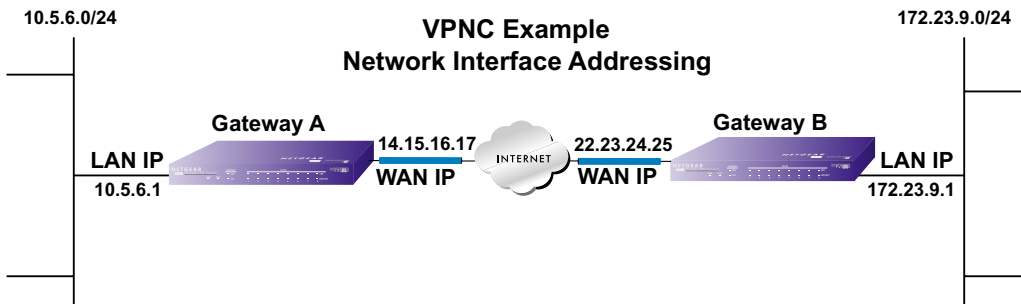 10.5.6.0/24
172.23.9.0/24
VPNC Example
Network Interface Addressing
Gateway A
Gateway B
14.15.16.17
INTERNET
22.23.24.25
LAN IP
WAN IP
WAN IP
LAN IP
10.5.6.1
172.23.9.1
NETGEAR
NETGEAR